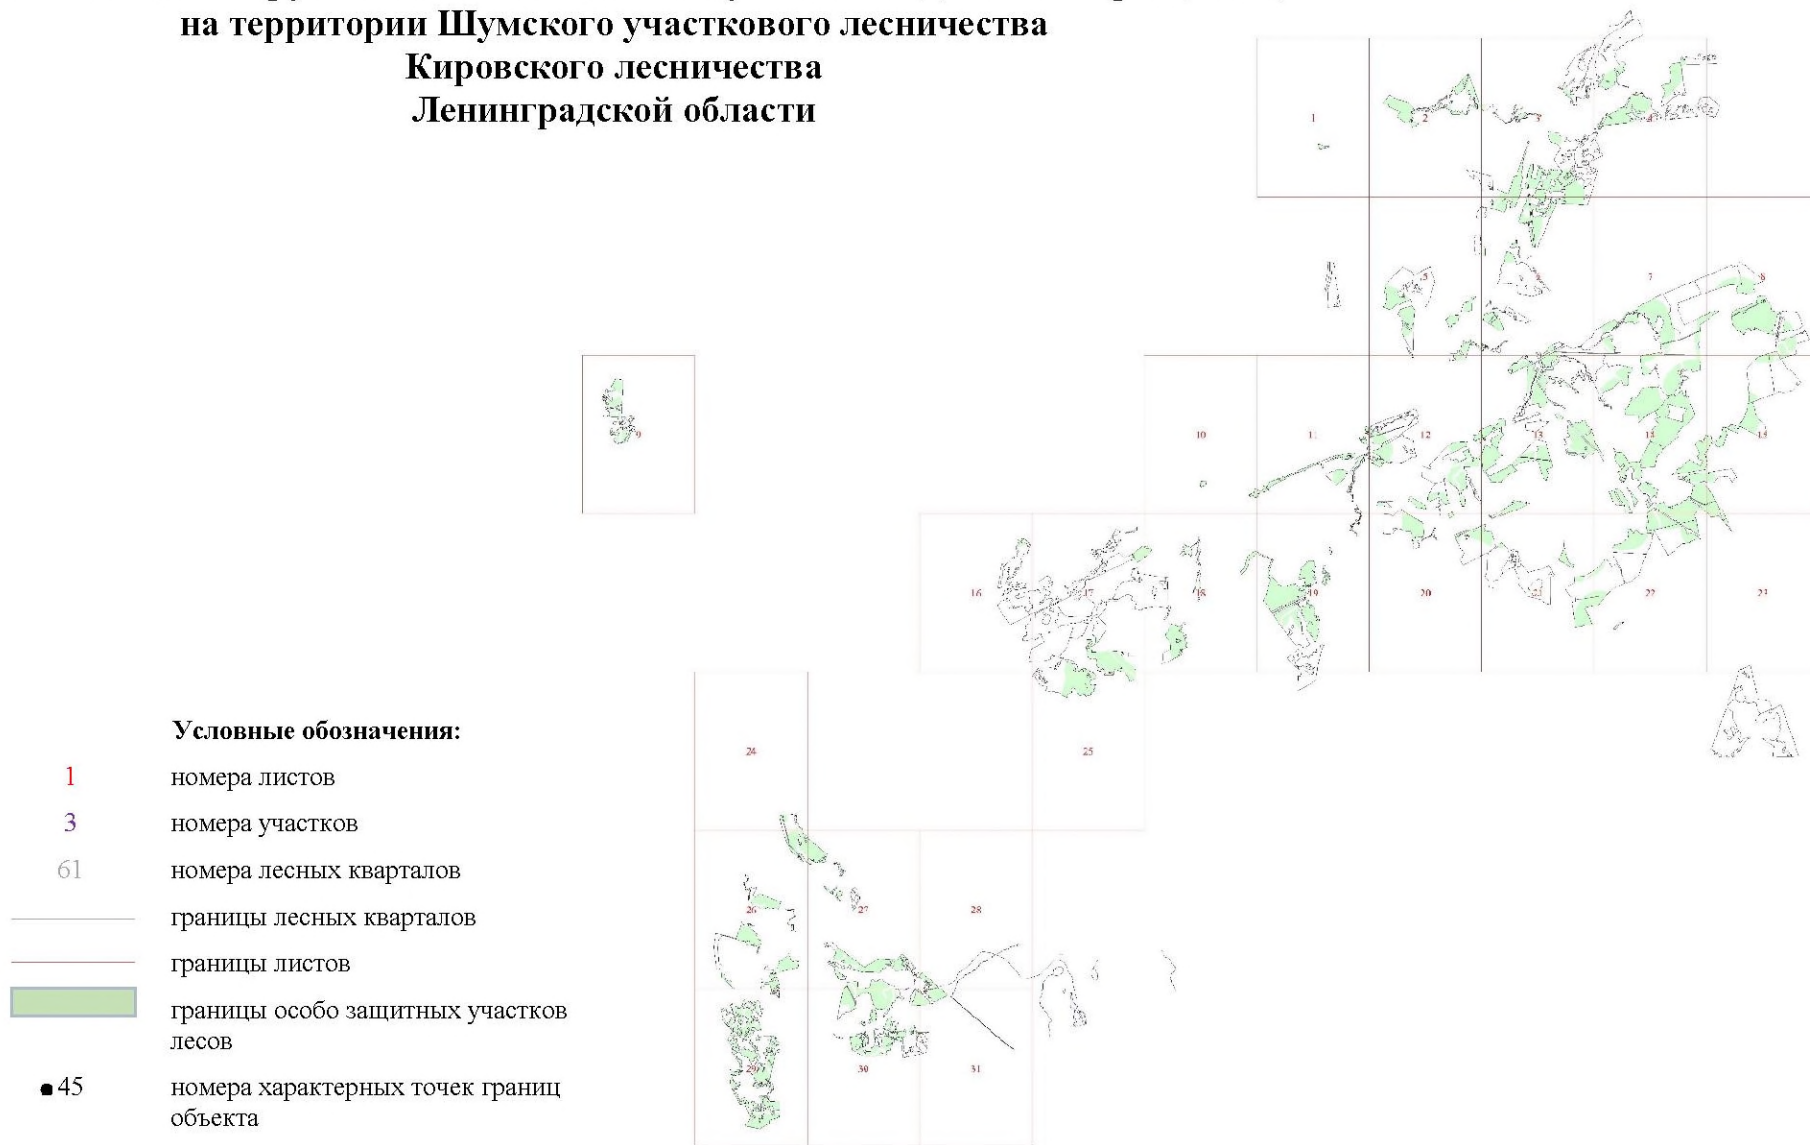 на территории Шумского участкового лесничества
Кировского лесничества
Ленинградской области
1
2
3
4
5
6
7
8
9
10
11
12
13
15
16
17
18
19
20
21
22
23
24
25
26
27
28
29
30
31
Условные обозначения:
1 номера листов
3 номера участков
61 номера лесных кварталов
границы лесных кварталов
границы листов
границы особо защитных участков
лесов
45 номера характерных точек границ
объекта